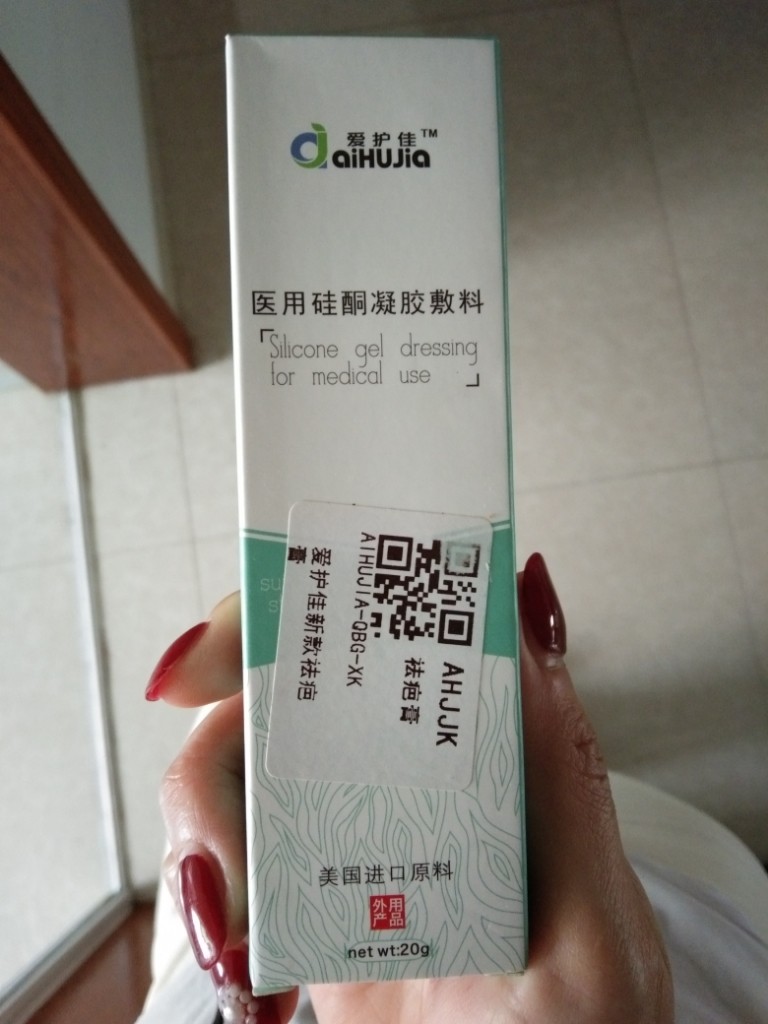 爱护佳™
aiHUJia
医用硅酮凝胶敷料
「Silicone gel dressing
for medical use」
AHJJK
祛疤膏
AIHUJIA-QBG-XK
爱护佳新款祛疤
膏
美国进口原料
外用
产品
net wt:20g